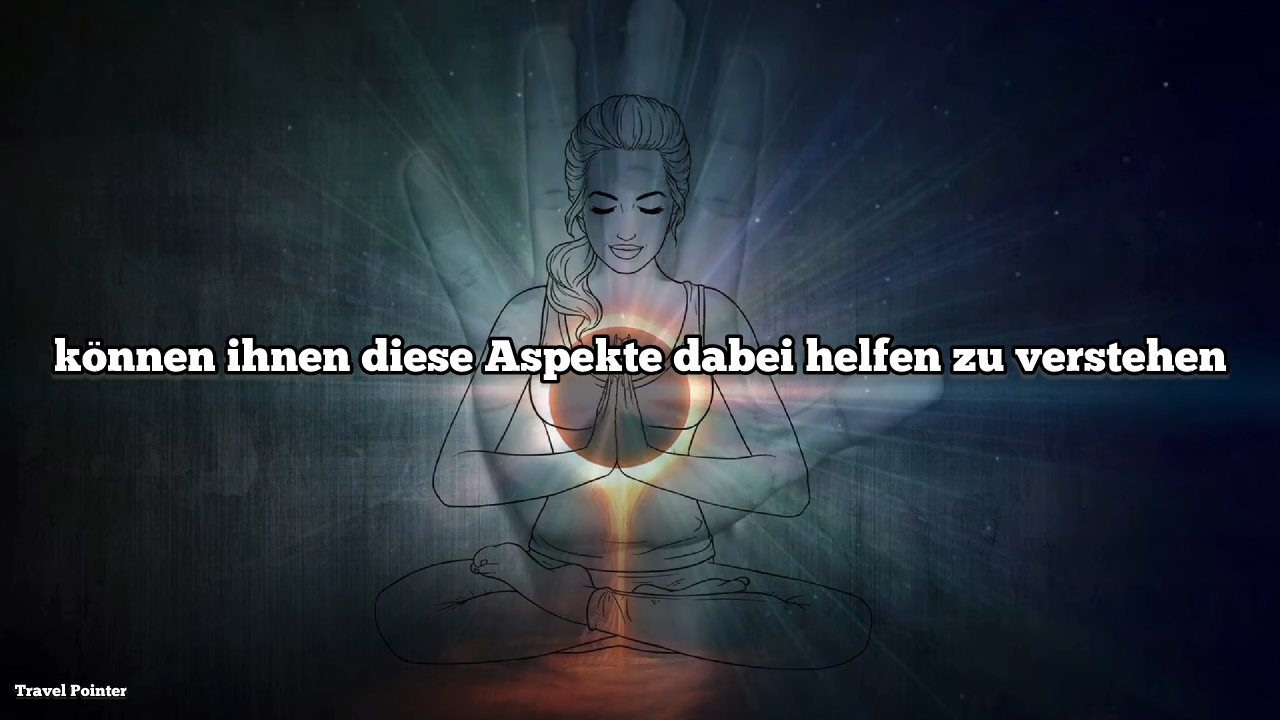 können ihnen diese Aspekte dabei helfen zu verstehen
Travel Pointer